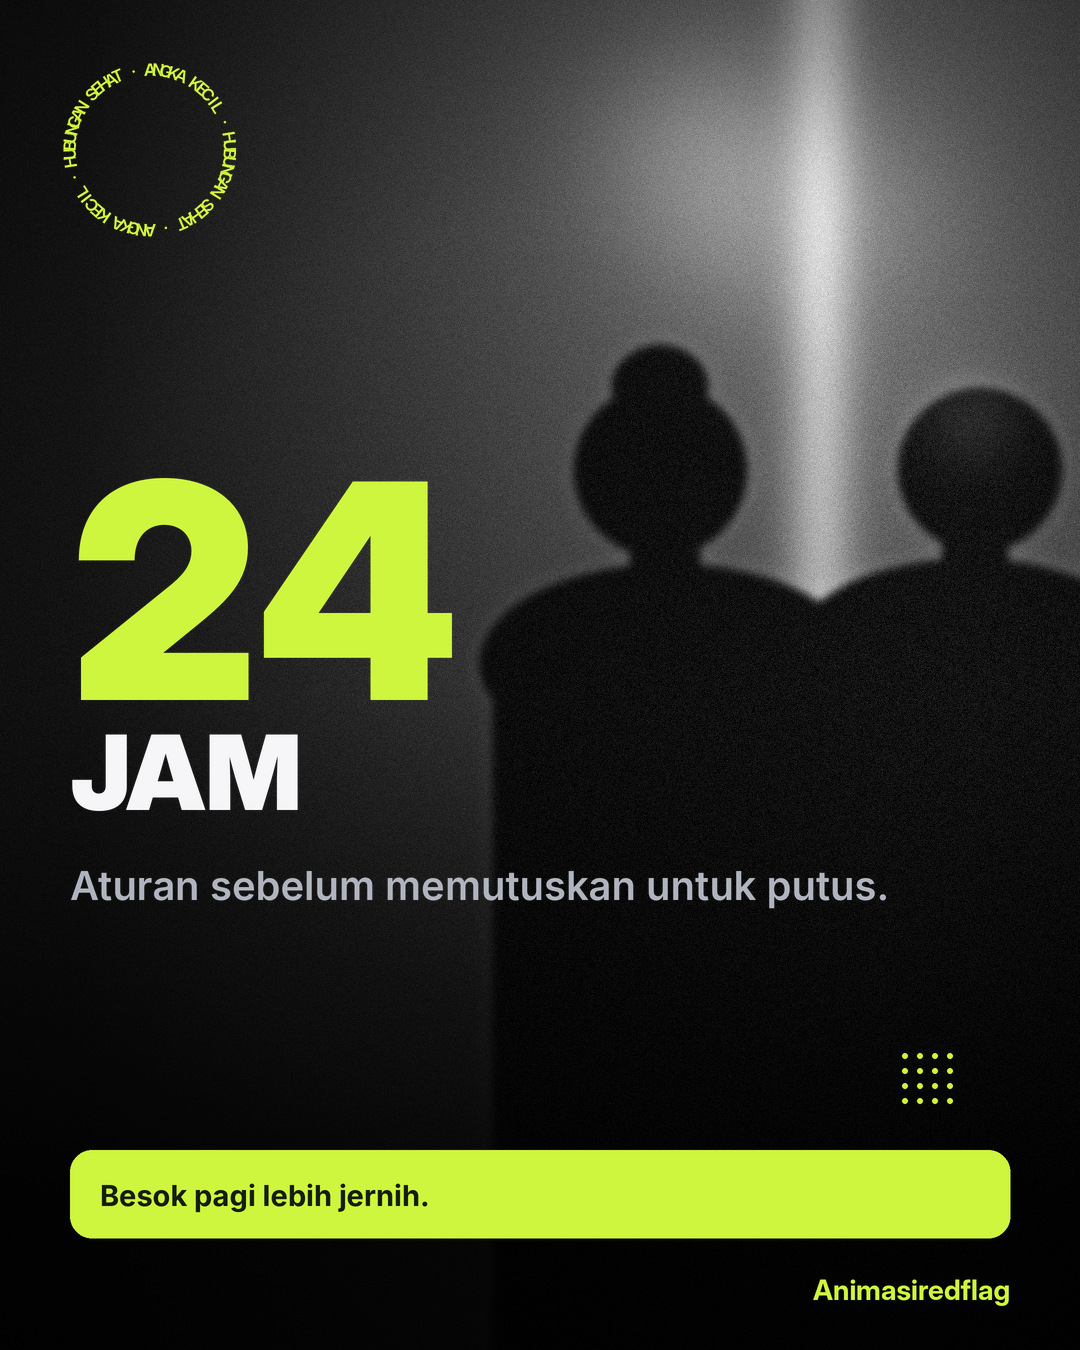 ANGKA KECIL · HUBUNGAN SEHAT · ANGKA KECIL · HUBUNGAN SEHAT ·
24
JAM
Aturan sebelum memutuskan untuk putus.
Besok pagi lebih jernih.
Animasiredflag